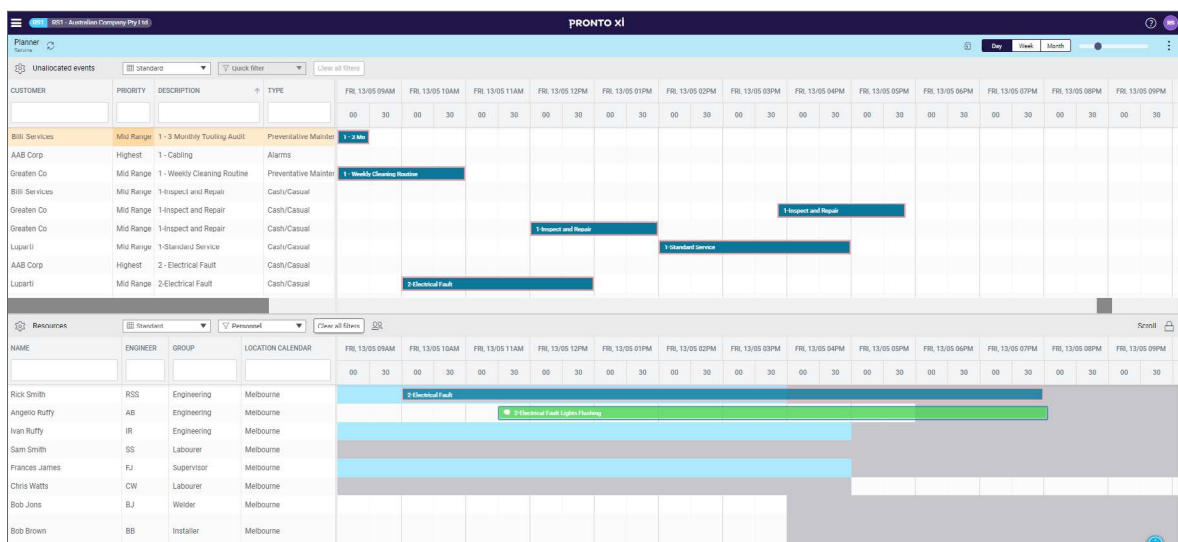 RS1 RS1 - Australian Company Pty Ltd PRONTO Xi ? RS
Planner
Service
Day Week Month
Unallocated events Standard Quick filter Clear all filters
CUSTOMER PRIORITY DESCRIPTION TYPE FRI, 13/05 09AM FRI, 13/05 10AM FRI, 13/05 11AM FRI, 13/05 12PM FRI, 13/05 01PM FRI, 13/05 02PM FRI, 13/05 03PM FRI, 13/05 04PM FRI, 13/05 05PM FRI, 13/05 06PM FRI, 13/05 07PM FRI, 13/05 08PM FRI, 13/05 09PM
00 30 00 30 00 30 00 30 00 30 00 30 00 30 00 30 00 30 00 30 00 30 00 30 00 30
Billi Services Mid Range 1 - 3 Monthly Tooling Audit Preventative Mainter 1 - 3 Mo
AAB Corp Highest 1 - Cabling Alarms
Greaten Co Mid Range 1 - Weekly Cleaning Routine Preventative Mainter 1 - Weekly Cleaning Routine
Billi Services Mid Range 1-Inspect and Repair Cash/Casual
Greaten Co Mid Range 1-Inspect and Repair Cash/Casual 1-Inspect and Repair
Greaten Co Mid Range 1-Inspect and Repair Cash/Casual 1-Inspect and Repair
Luparti Mid Range 1-Standard Service Cash/Casual 1-Standard Service
AAB Corp Highest 2 - Electrical Fault Cash/Casual
Luparti Mid Range 2-Electrical Fault Cash/Casual 2-Electrical Fault
Resources Standard Personnel Clear all filters Scroll
NAME ENGINEER GROUP LOCATION CALENDAR FRI, 13/05 09AM FRI, 13/05 10AM FRI, 13/05 11AM FRI, 13/05 12PM FRI, 13/05 01PM FRI, 13/05 02PM FRI, 13/05 03PM FRI, 13/05 04PM FRI, 13/05 05PM FRI, 13/05 06PM FRI, 13/05 07PM FRI, 13/05 08PM FRI, 13/05 09PM
00 30 00 30 00 30 00 30 00 30 00 30 00 30 00 30 00 30 00 30 00 30 00 30 00 30
Rick Smith RSS Engineering Melbourne 2-Electrical Fault
Angelio Ruffy AB Engineering Melbourne 2-Electrical Fault Lights Flashing
Ivan Ruffy IR Engineering Melbourne
Sam Smith SS Labourer Melbourne
Frances James FJ Supervisor Melbourne
Chris Watts CW Labourer Melbourne
Bob Jons BJ Welder Melbourne
Bob Brown BB Installer Melbourne